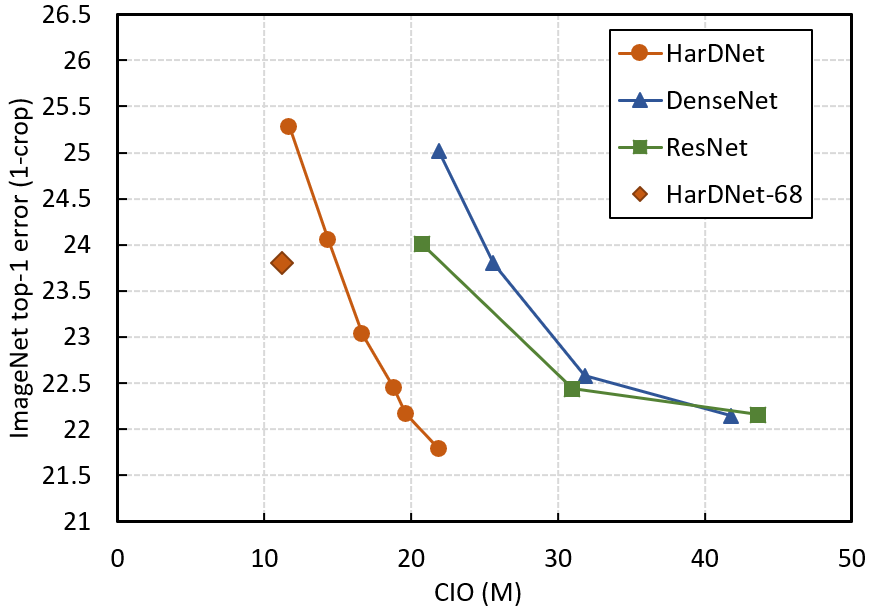 26.5
26
25.5
25
24.5
24
23.5
23
22.5
22
21.5
21
ImageNet top-1 error (1-crop)
HarDNet
DenseNet
ResNet
HarDNet-68
0 10 20 30 40 50
CIO (M)